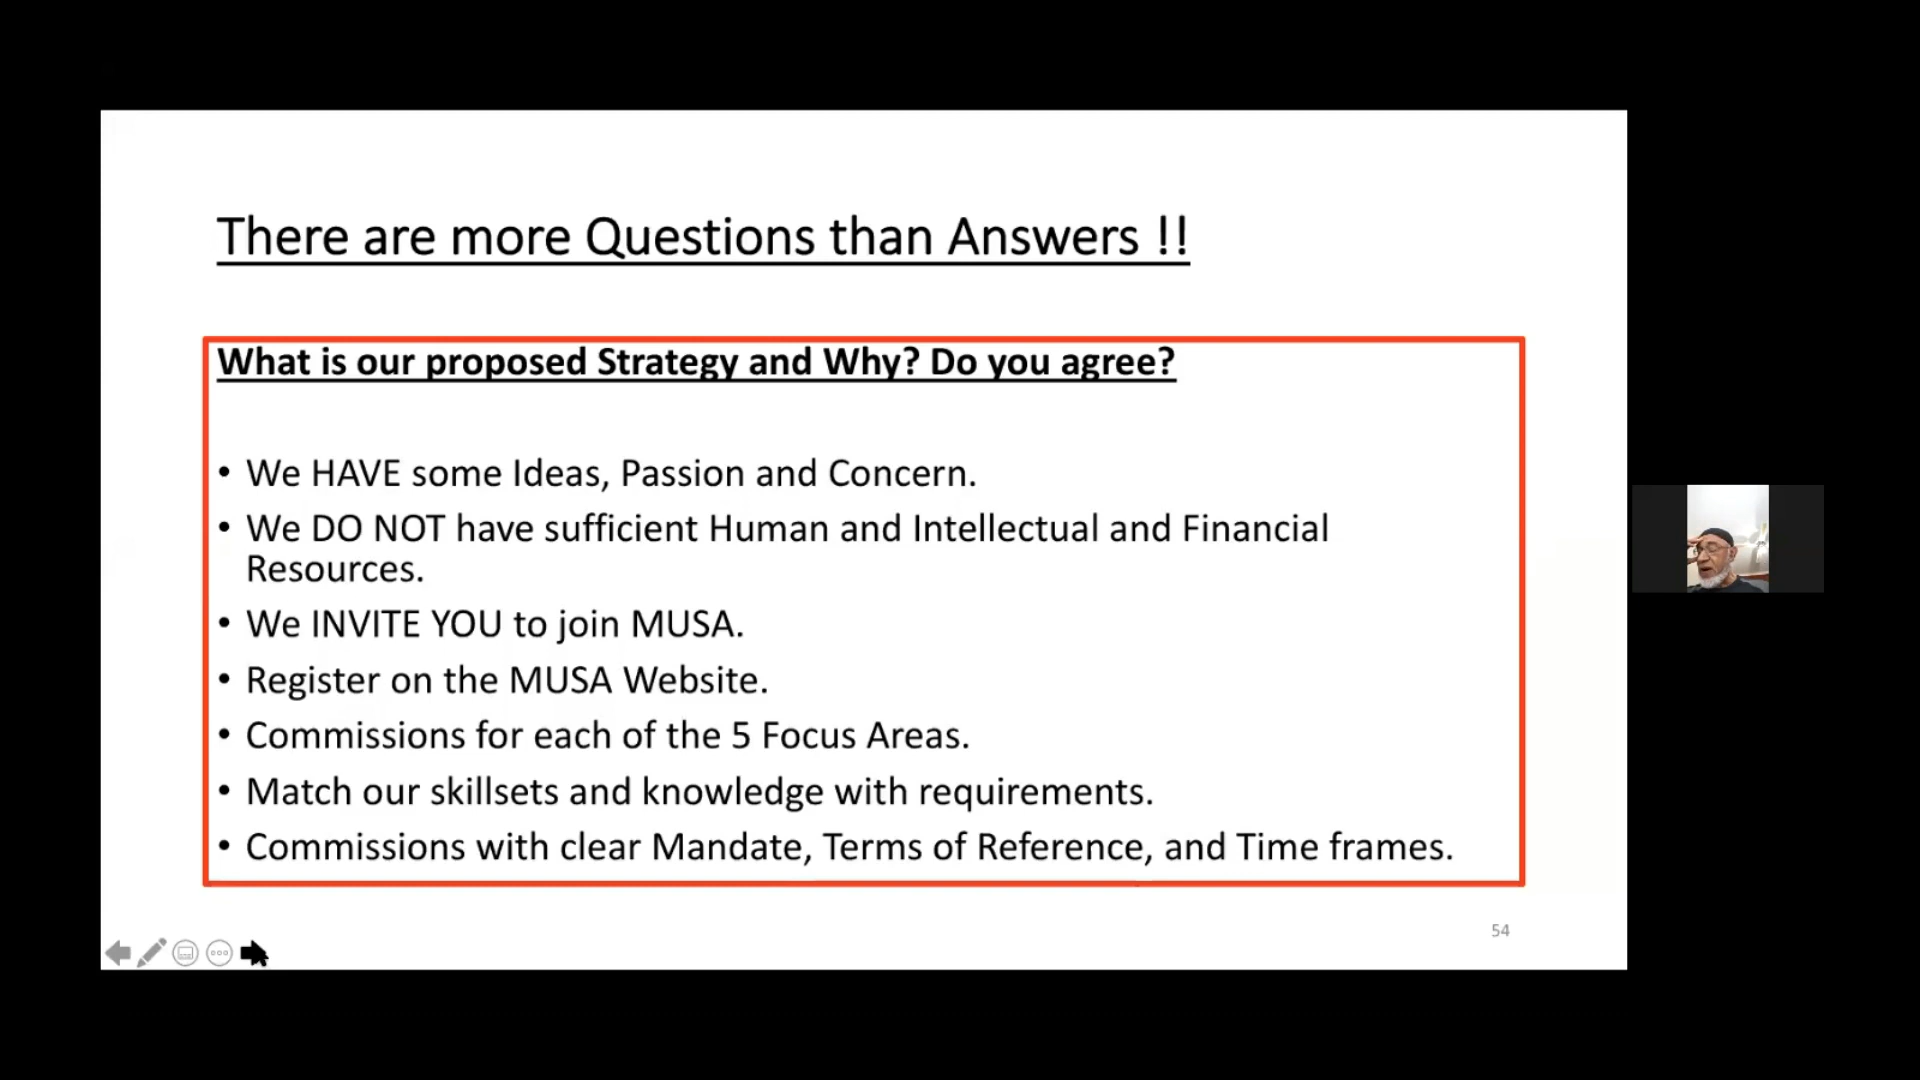 There are more Questions than Answers !!
What is our proposed Strategy and Why? Do you agree?
• We HAVE some Ideas, Passion and Concern.
• We DO NOT have sufficient Human and Intellectual and Financial
Resources.
• We INVITE YOU to join MUSA.
• Register on the MUSA Website.
• Commissions for each of the 5 Focus Areas.
• Match our skillsets and knowledge with requirements.
• Commissions with clear Mandate, Terms of Reference, and Time frames.
54